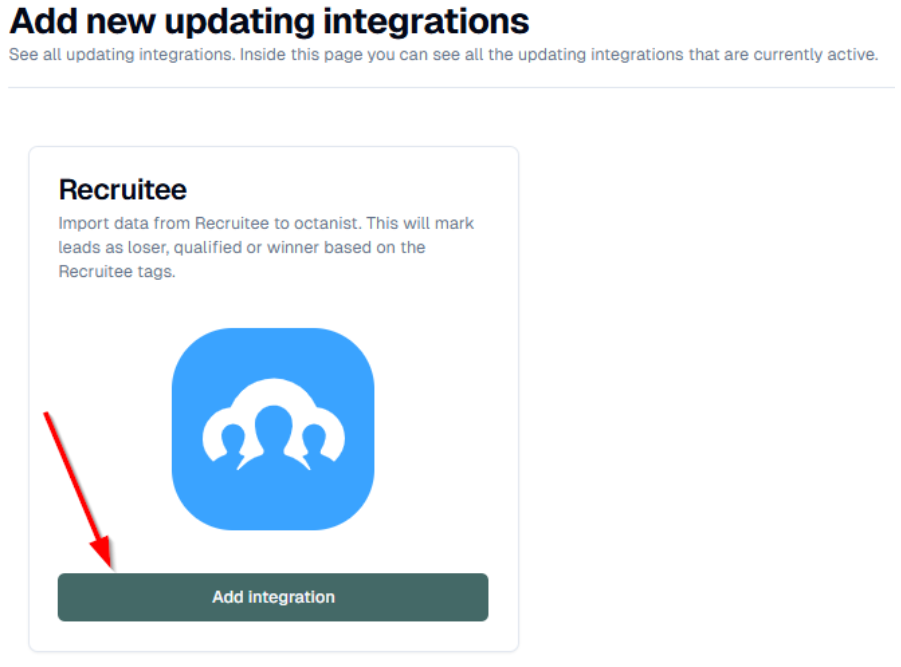 Add new updating integrations
See all updating integrations. Inside this page you can see all the updating integrations that are currently active.
Recruitee
Import data from Recruitee to octanist. This will mark
leads as loser, qualified or winner based on the
Recruitee tags.
Add integration